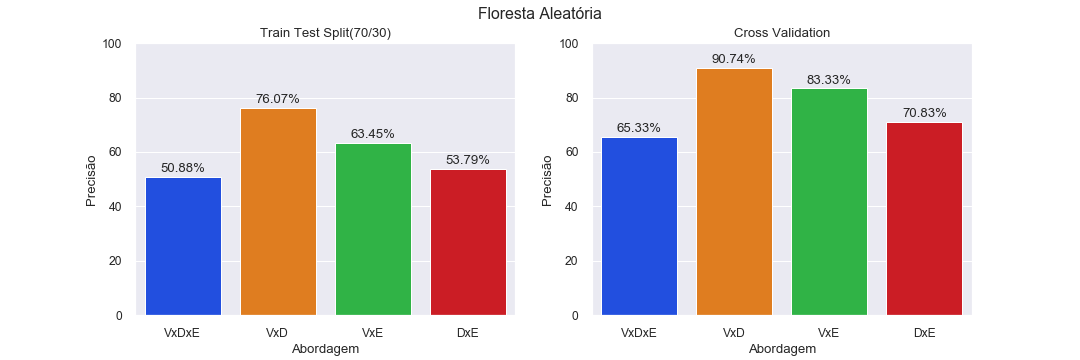 Floresta Aleatória
Train Test Split(70/30)
100
80
60
40
20
0
Precisão
50.88%
76.07%
63.45%
53.79%
VxDxE
VxD
VxE
DxE
Abordagem
Cross Validation
100
80
60
40
20
0
Precisão
65.33%
90.74%
83.33%
70.83%
VxDxE
VxD
VxE
DxE
Abordagem